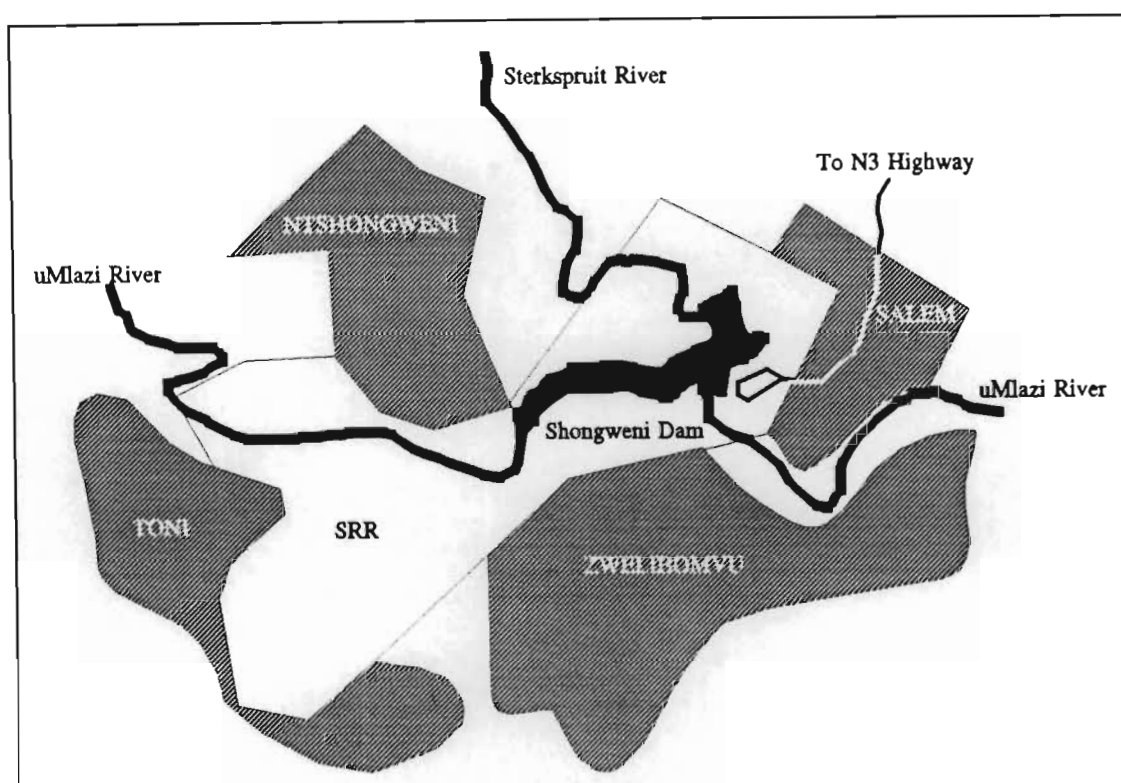 Sterkspruit River
To N3 Highway
NTSHONGWENI
uMlazi River
SALEM
uMlazi River
Shongweni Dam
TONI
SRR
ZWELIBOMVU